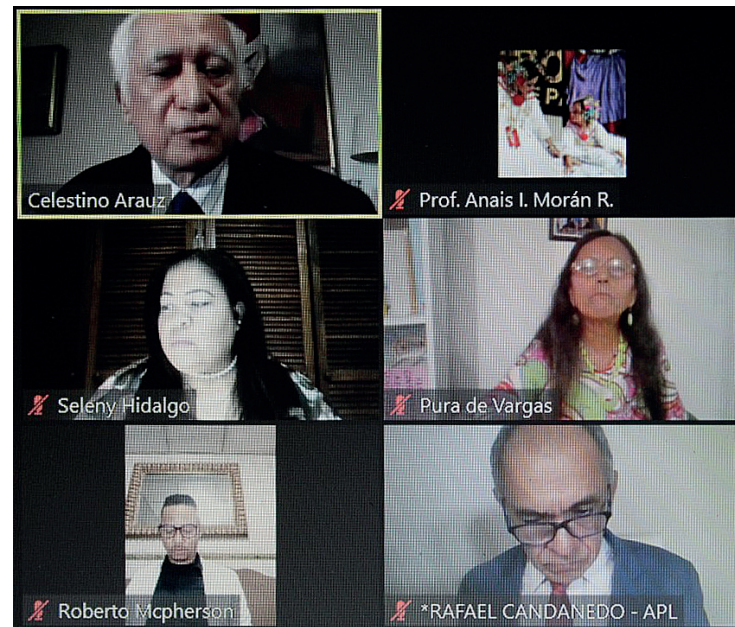 Celestino Arauz
Prof. Anais I. Morán R.
Seleny Hidalgo
Pura de Vargas
Roberto Mcpherson
*RAFAEL CANDANEDO - APL